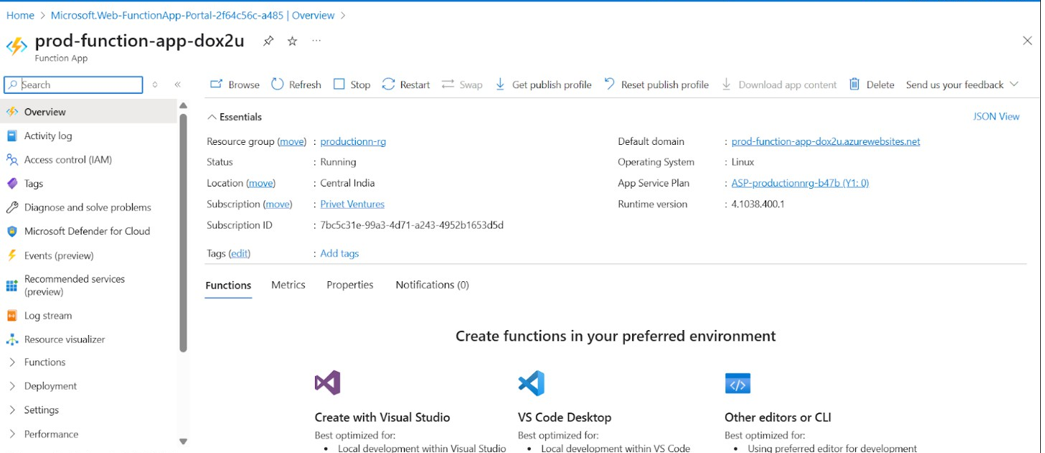 Home > Microsoft.Web-FunctionApp-Portal-2f64c56c-a485 | Overview >
prod-function-app-dox2u
Function App
Search
Browse Refresh Stop Restart Swap Get publish profile Reset publish profile Download app content Delete Send us your feedback
Overview
Activity log
Access control (IAM)
Tags
Diagnose and solve problems
Microsoft Defender for Cloud
Events (preview)
Recommended services
(preview)
Log stream
Resource visualizer
Functions
Deployment
Settings
Performance
Essentials
JSON View
Resource group (move) : productionn-rg
Status : Running
Location (move) : Central India
Subscription (move) : Privet Ventures
Subscription ID : 7bc5c31e-99a3-4d71-a243-4952b1653d5d
Default domain : prod-function-app-dox2u.azurewebsites.net
Operating System : Linux
App Service Plan : ASP-productionnrg-b47b (Y1: 0)
Runtime version : 4.1038.400.1
Tags (edit) : Add tags
Functions Metrics Properties Notifications (0)
Create functions in your preferred environment
Create with Visual Studio
Best optimized for:
• Local development within Visual Studio
VS Code Desktop
Best optimized for:
• Local development within VS Code
Other editors or CLI
Best optimized for:
• Using preferred editor for development